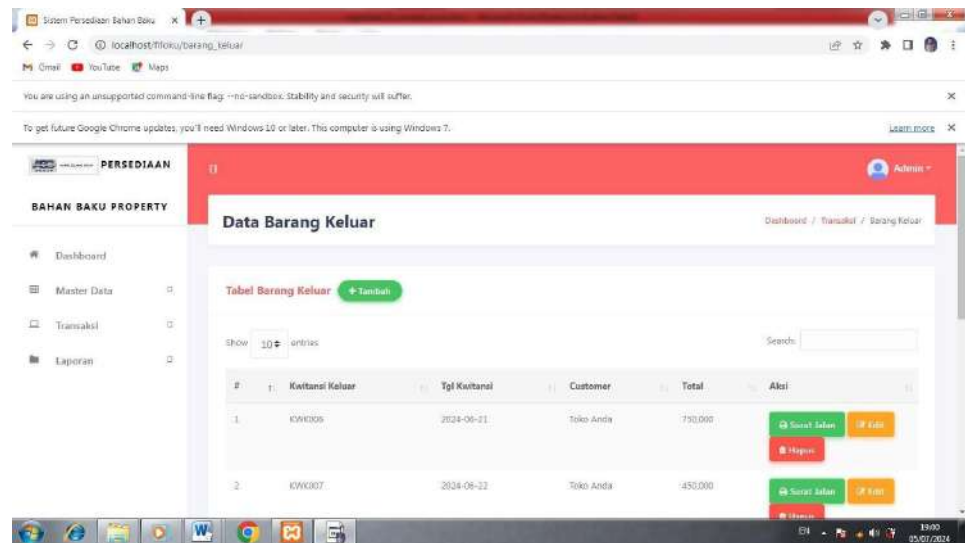 Sistem Persediaan Bahan Baku
localhost/filoku/barang_keluar
Gmail YouTube Maps
You are using an unsupported command-line flag: --no-sandbox. Stability and security will suffer.
To get future Google Chrome updates, you'll need Windows 10 or later. This computer is using Windows 7. Learn more
PERSEDIAAN
BAHAN BAKU PROPERTY
Admin
Data Barang Keluar
Dashboard / Transaksi / Barang Keluar
Dashboard
Master Data
Transaksi
Laporan
Tabel Barang Keluar + Tambah
Show 10 entries Search:
# Kwitansi Keluar Tgl Kwitansi Customer Total Aksi
1. KWK006 2024-06-21 Toko Anda 750,000 Surat Jalan Edit
Hapus
2. KWK007 2024-06-22 Toko Anda 450,000 Surat Jalan Edit
Hapus
EN 19:00
05/07/2024